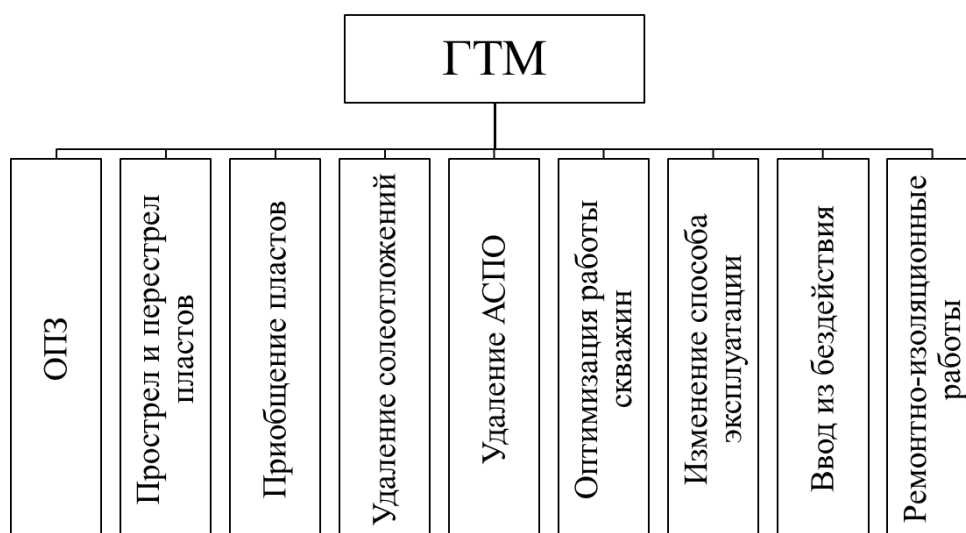 ГТМ
ОПЗ
Прострел и перестрел
пластов
Приобщение пластов
Удаление солеотложений
Удаление АСПО
Оптимизация работы
скважин
Изменение способа
эксплуатации
Ввод из бездействия
Ремонтно-изоляционные
работы